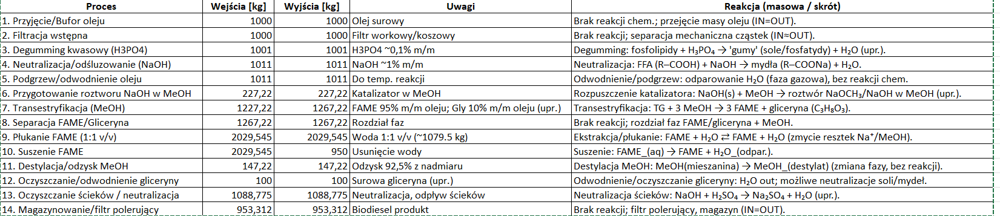 Proces Wejścia [kg] Wyjścia [kg] Uwagi Reakcja (masowa / skrót)
1. Przyjęcie/Bufor oleju 1000 1000 Olej surowy Brak reakcji chem.; przejęcie masy oleju (IN=OUT).
2. Filtracja wstępna 1000 1000 Filtr workowy/koszowy Brak reakcji; separacja mechaniczna cząstek (IN≈OUT).
3. Degumming kwasowy (H3PO4) 1001 1001 H3PO4 ~0,1% m/m Degumming: fosfolipidy + H₃PO₄ → 'gumy' (sole/fosfatydy) + H₂O (upr.).
4. Neutralizacja/odśluzowanie (NaOH) 1011 1011 NaOH ~1% m/m Neutralizacja: FFA (R–COOH) + NaOH → mydła (R–COONa) + H₂O.
5. Podgrzew/odwodnienie oleju 1011 1011 Do temp. reakcji Odwodnienie/podgrzew: odparowanie H₂O (faza gazowa), bez reakcji chem.
6. Przygotowanie roztworu NaOH w MeOH 227,22 227,22 Katalizator w MeOH Rozpuszczenie katalizatora: NaOH(s) + MeOH → roztwór NaOCH₃/NaOH w MeOH (upr.).
7. Transestryfikacja (MeOH) 1227,22 1267,22 FAME 95% m/m oleju; Gly 10% m/m oleju (upr.) Transestryfikacja: TG + 3 MeOH → 3 FAME + gliceryna (C₃H₈O₃).
8. Separacja FAME/Gliceryna 1267,22 1267,22 Rozdział faz Brak reakcji; rozdział faz FAME/gliceryna + MeOH.
9. Płukanie FAME (1:1 v/v) 2029,545 2029,545 Woda 1:1 v/v (~1079.5 kg) Ekstrakcja/płukanie: FAME + H₂O ⇄ FAME + H₂O (zmycie resztek Na⁺/MeOH).
10. Suszenie FAME 2029,545 950 Usunięcie wody Suszenie: FAME_(aq) → FAME + H₂O_(odpar.).
11. Destylacja/odzysk MeOH 147,22 147,22 Odzysk 92,5% z nadmiaru Destylacja MeOH: MeOH(mieszanina) → MeOH_(destylat) (zmiana fazy, bez reakcji).
12. Oczyszczanie/odwodnienie gliceryny 100 100 Surowa gliceryna (upr.) Odwodnienie/oczyszczanie gliceryny: H₂O out; możliwe neutralizacje soli/mydeł.
13. Oczyszczanie ścieków / neutralizacja 1088,775 1088,775 Neutralizacja, odpływ ścieków Neutralizacja ścieków: NaOH + H₂SO₄ → Na₂SO₄ + H₂O (upr.).
14. Magazynowanie/filtr polerujący 953,312 953,312 Biodiesel produkt Brak reakcji; filtr polerujący, magazyn (IN=OUT).